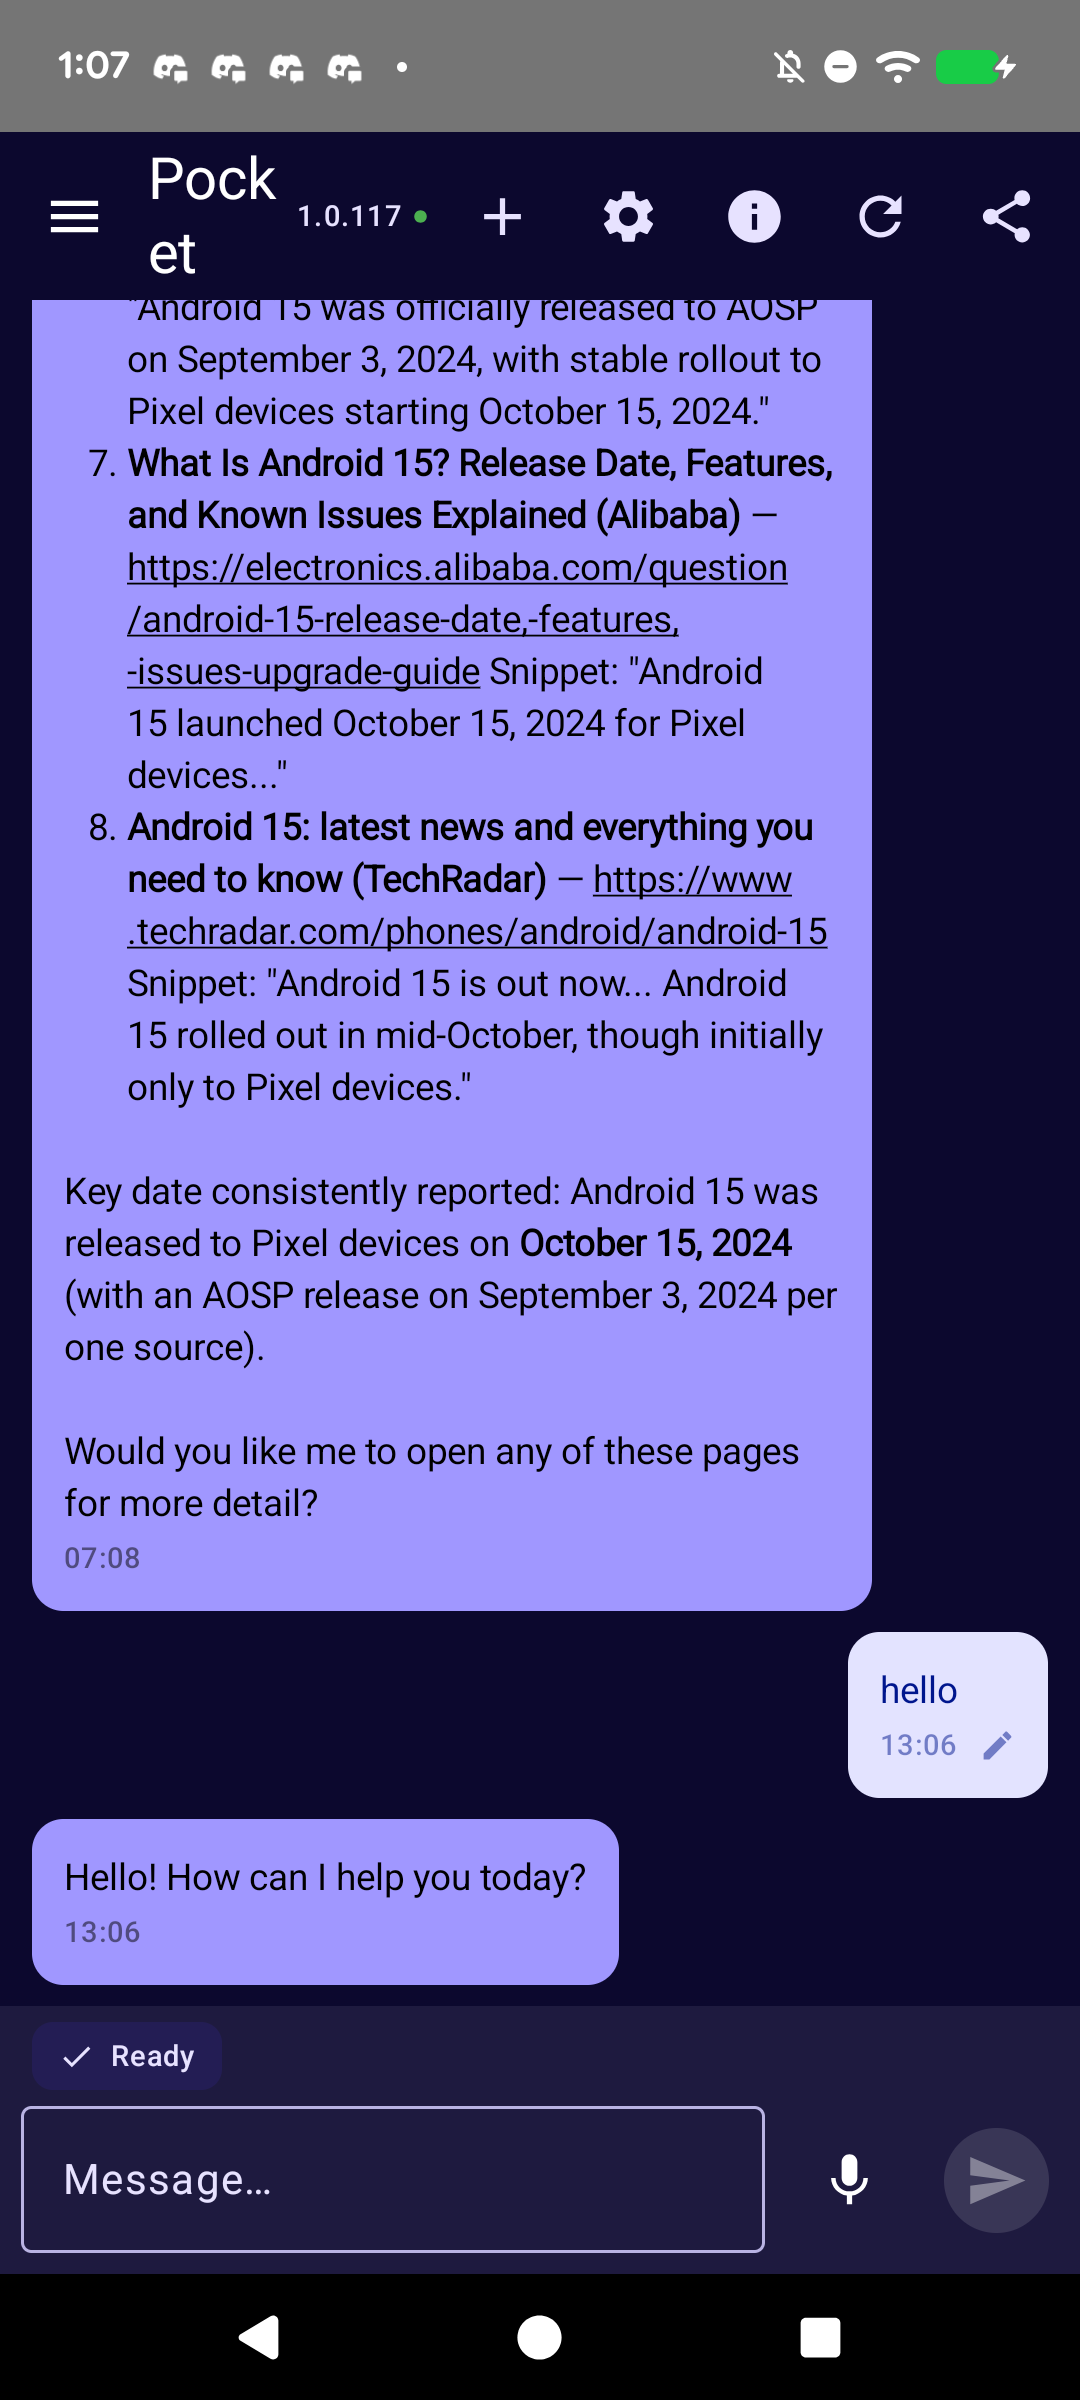 1:07
Pock
et
1.0.117
"Android 15 was officially released to AOSP
on September 3, 2024, with stable rollout to
Pixel devices starting October 15, 2024."
7. What Is Android 15? Release Date, Features,
and Known Issues Explained (Alibaba) —
https://electronics.alibaba.com/question
/android-15-release-date,-features,
-issues-upgrade-guide Snippet: "Android
15 launched October 15, 2024 for Pixel
devices..."
8. Android 15: latest news and everything you
need to know (TechRadar) — https://www
.techradar.com/phones/android/android-15
Snippet: "Android 15 is out now... Android
15 rolled out in mid-October, though initially
only to Pixel devices."
Key date consistently reported: Android 15 was
released to Pixel devices on October 15, 2024
(with an AOSP release on September 3, 2024 per
one source).
Would you like me to open any of these pages
for more detail?
07:08
hello
13:06
Hello! How can I help you today?
13:06
Ready
Message...